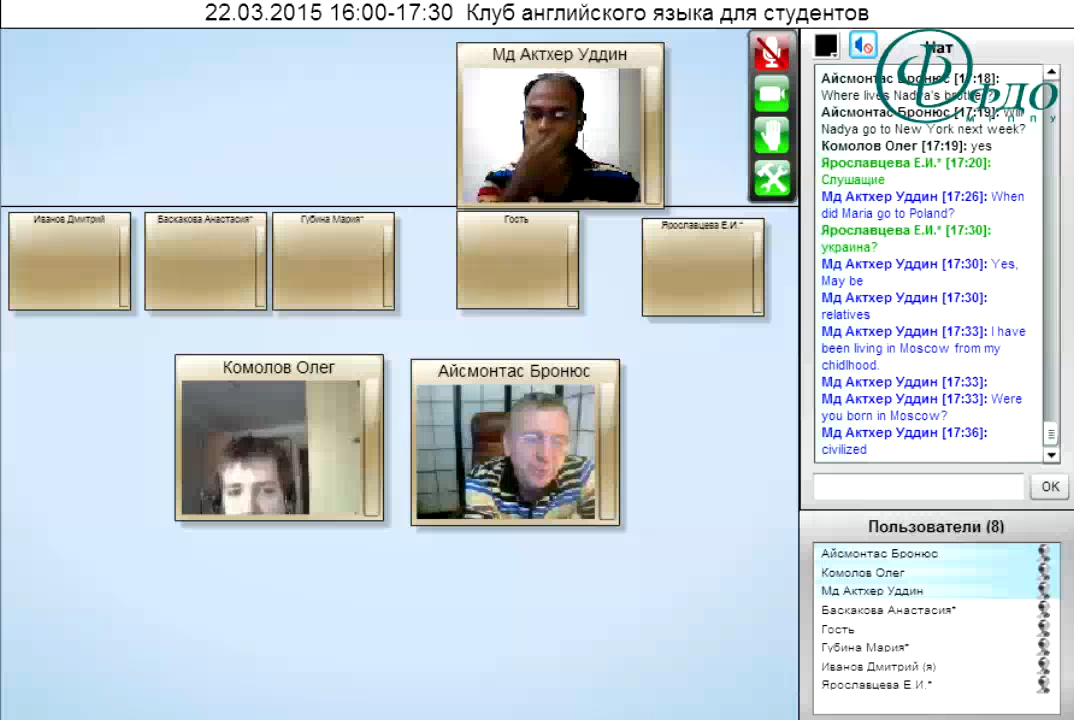 22.03.2015 16:00-17:30 Клуб английского языка для студентов
Мд Актхер Уддин
Иванов Дмитрий
Баскакова Анастасия*
Губина Мария*
Гость
Ярославцева Е.И.*
Комолов Олег
Айсмонтас Бронюс
Чат
ФДО
МГППУ
Айсмонтас Бронюс [17:18]:
Where lives Nadya's brother?
Айсмонтас Бронюс [17:19]: Will
Nadya go to New York next week?
Комолов Олег [17:19]: yes
Ярославцева Е.И.* [17:20]:
Слушащие
Мд Актхер Уддин [17:26]: When
did Maria go to Poland?
Ярославцева Е.И.* [17:30]:
украина?
Мд Актхер Уддин [17:30]: Yes,
May be
Мд Актхер Уддин [17:30]:
relatives
Мд Актхер Уддин [17:33]: I have
been living in Moscow from my
chidlhood.
Мд Актхер Уддин [17:33]:
Мд Актхер Уддин [17:33]: Were
you born in Moscow?
Мд Актхер Уддин [17:36]:
civilized
OK
Пользователи (8)
Айсмонтас Бронюс
Комолов Олег
Мд Актхер Уддин
Баскакова Анастасия*
Гость
Губина Мария*
Иванов Дмитрий (я)
Ярославцева Е.И.*